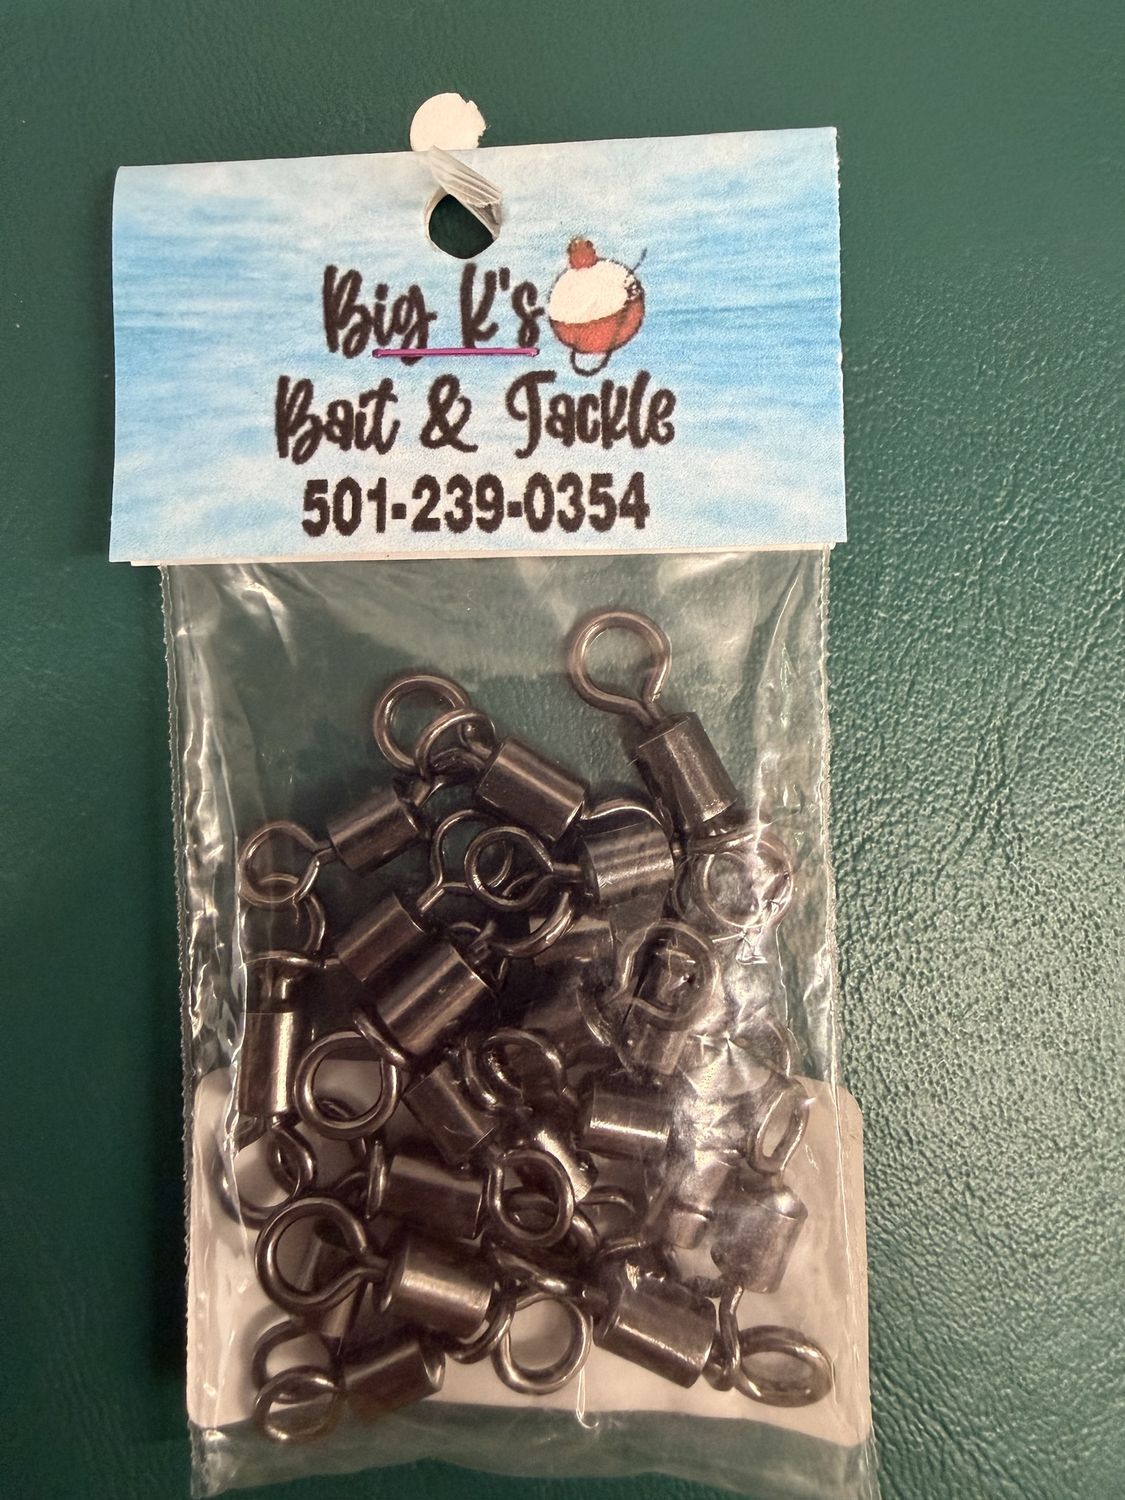 Big K's
Bait & Tackle
501-239-0354